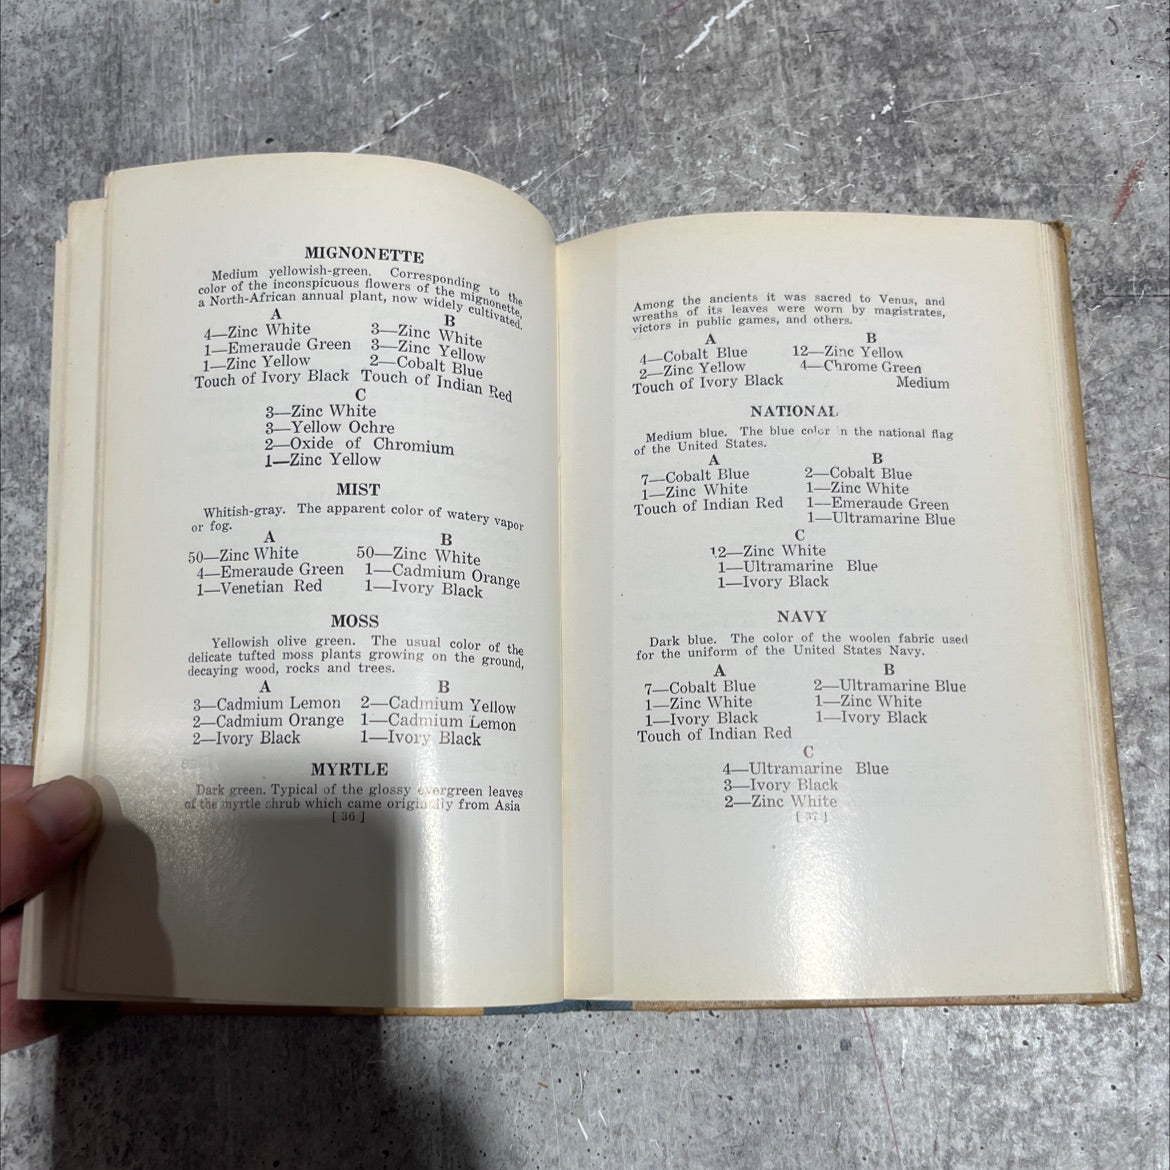 MIGNONETTE
Medium yellowish-green. Corresponding to the
color of the inconspicuous flowers of the mignonette,
a North-African annual plant, now widely cultivated.
A
4—Zinc White
1—Emeraude Green
1—Zinc Yellow
Touch of Ivory Black
B
3—Zinc White
3—Zinc Yellow
2—Cobalt Blue
Touch of Indian Red
C
3—Zinc White
3—Yellow Ochre
2—Oxide of Chromium
1—Zinc Yellow
MIST
Whitish-gray. The apparent color of watery vapor
or fog.
A
50—Zinc White
4—Emeraude Green
1—Venetian Red
B
50—Zinc White
1—Cadmium Orange
1—Ivory Black
MOSS
Yellowish olive green. The usual color of the
delicate tufted moss plants growing on the ground,
decaying wood, rocks and trees.
A
3—Cadmium Lemon
2—Cadmium Orange
2—Ivory Black
B
2—Cadmium Yellow
1—Cadmium Lemon
1—Ivory Black
MYRTLE
Dark green. Typical of the glossy evergreen leaves
of the myrtle shrub which came originally from Asia
[ 36 ]
Among the ancients it was sacred to Venus, and
wreaths of its leaves were worn by magistrates,
victors in public games, and others.
A
4—Cobalt Blue
2—Zinc Yellow
Touch of Ivory Black
B
12—Zinc Yellow
4—Chrome Green
Medium
NATIONAL
Medium blue. The blue color in the national flag
of the United States.
A
7—Cobalt Blue
1—Zinc White
Touch of Indian Red
B
2—Cobalt Blue
1—Zinc White
1—Emeraude Green
1—Ultramarine Blue
C
12—Zinc White
1—Ultramarine Blue
1—Ivory Black
NAVY
Dark blue. The color of the woolen fabric used
for the uniform of the United States Navy.
A
7—Cobalt Blue
1—Zinc White
1—Ivory Black
Touch of Indian Red
B
2—Ultramarine Blue
1—Zinc White
1—Ivory Black
C
4—Ultramarine Blue
3—Ivory Black
2—Zinc White
[ 37 ]